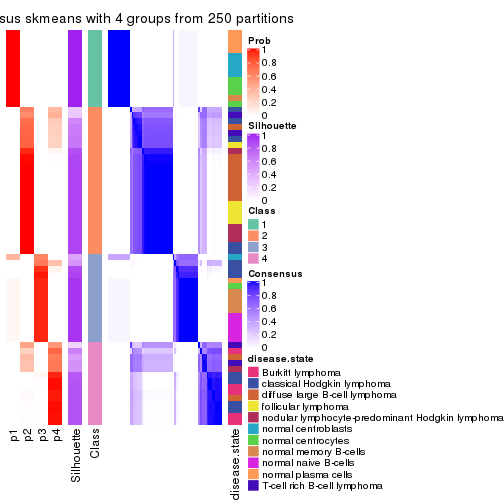 sus skmeans with 4 groups from 250 partitions
Prob
1
0.8
0.6
0.4
0.2
0
Silhouette
1
0.8
0.6
0.4
0.2
0
Class
1
2
3
4
Consensus
1
0.8
0.6
0.4
0.2
0
disease.state
Burkitt lymphoma
classical Hodgkin lymphoma
diffuse large B-cell lymphoma
follicular lymphoma
nodular lymphocyte-predominant Hodgkin lymphoma
normal centroblasts
normal centrocytes
normal memory B-cells
normal naive B-cells
normal plasma cells
T-cell rich B-cell lymphoma
p1
p2
p3
p4
Silhouette
Class
disease.state